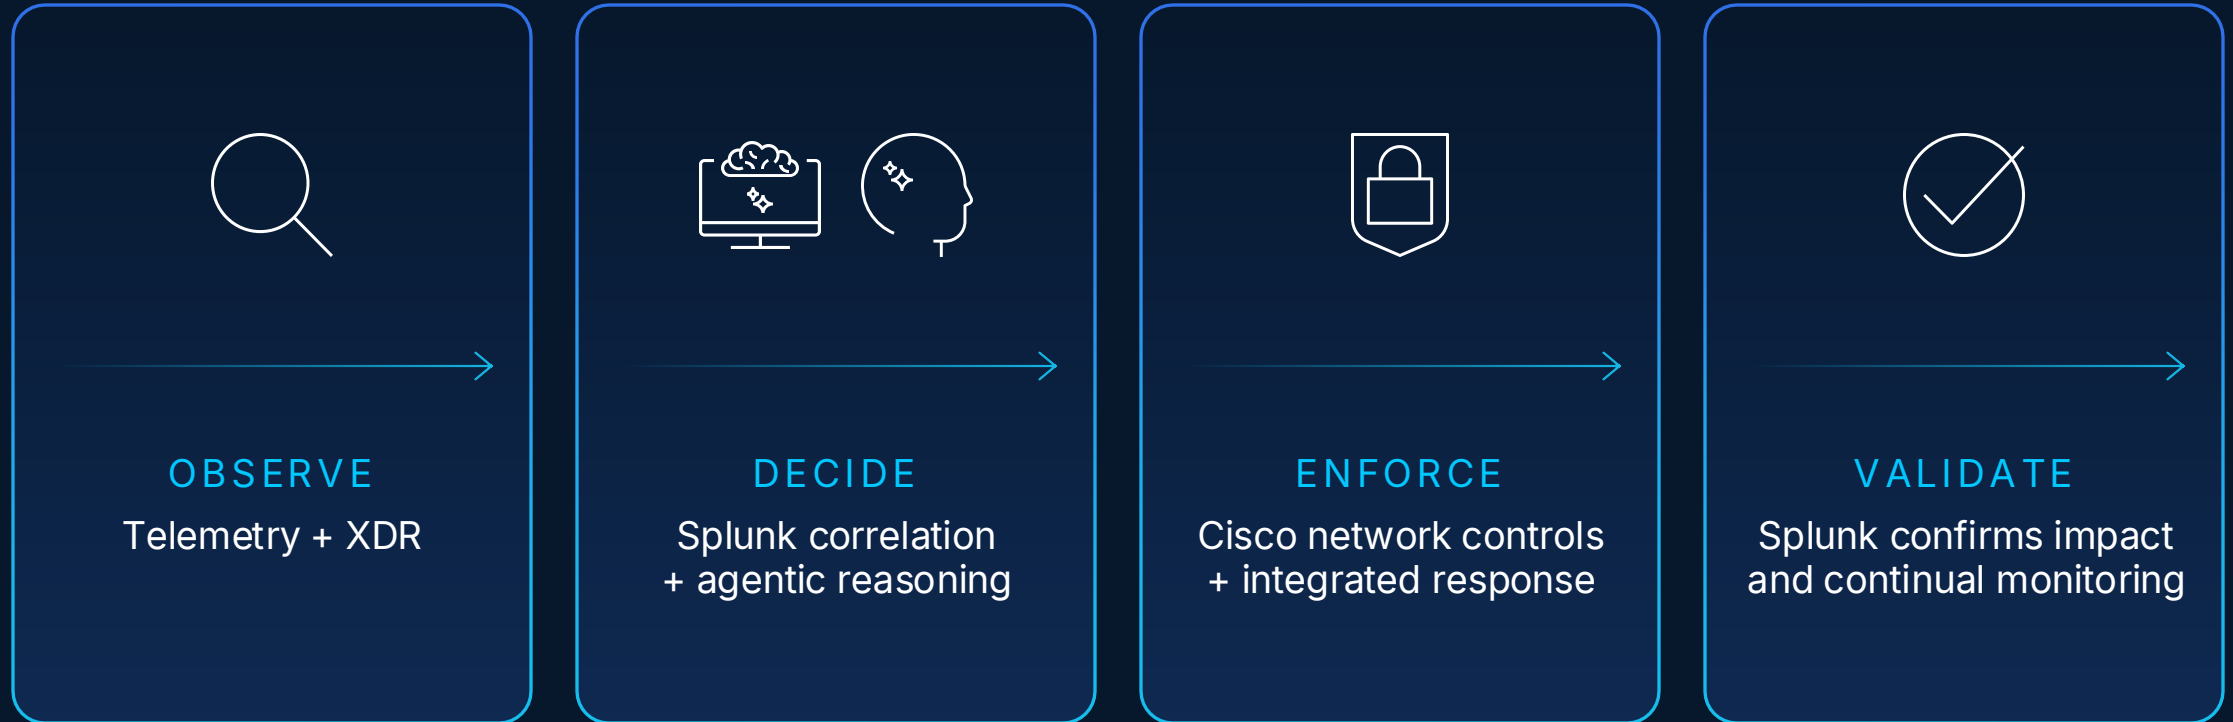 OBSERVE
Telemetry + XDR
DECIDE
Splunk correlation
+ agentic reasoning
ENFORCE
Cisco network controls
+ integrated response
VALIDATE
Splunk confirms impact
and continual monitoring